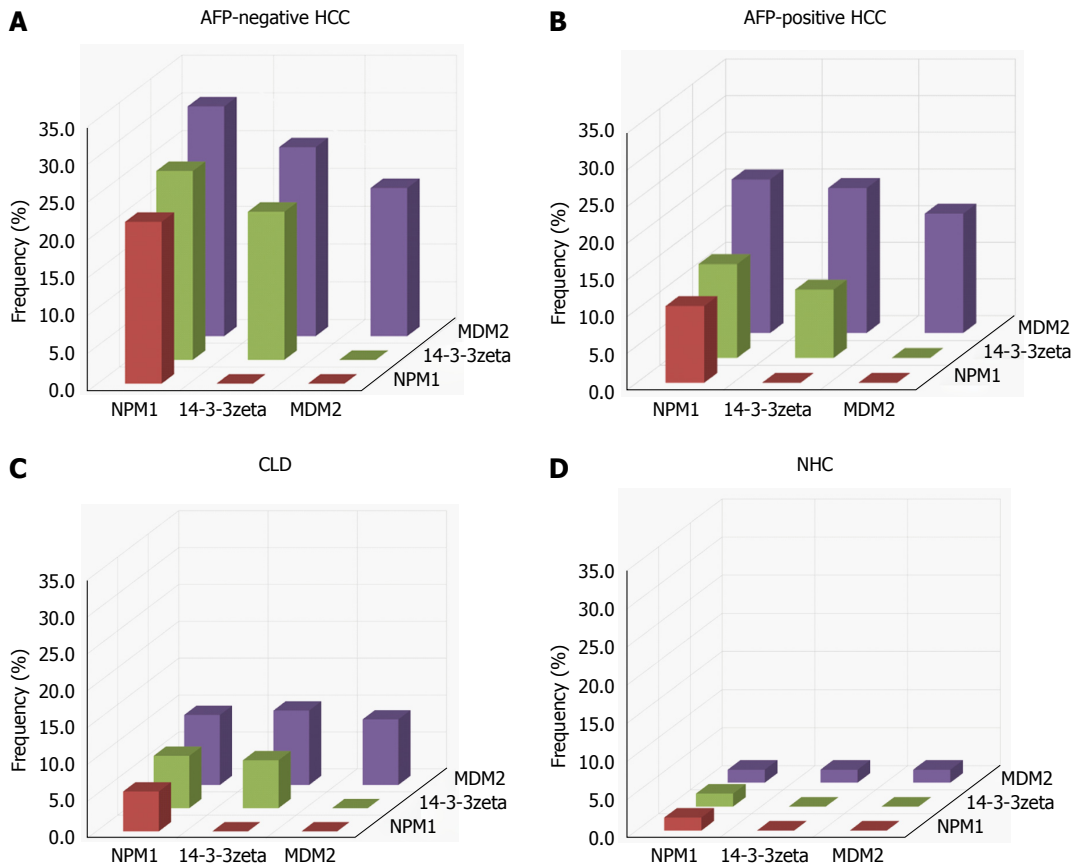 A
AFP-negative HCC
Frequency (%)
35.0
30.0
25.0
20.0
15.0
10.0
5.0
0.0
NPM1 14-3-3zeta MDM2
MDM2
14-3-3zeta
NPM1
B
AFP-positive HCC
Frequency (%)
35.0
30.0
25.0
20.0
15.0
10.0
5.0
0.0
NPM1 14-3-3zeta MDM2
MDM2
14-3-3zeta
NPM1
C
CLD
Frequency (%)
35.0
30.0
25.0
20.0
15.0
10.0
5.0
0.0
NPM1 14-3-3zeta MDM2
MDM2
14-3-3zeta
NPM1
D
NHC
Frequency (%)
35.0
30.0
25.0
20.0
15.0
10.0
5.0
0.0
NPM1 14-3-3zeta MDM2
MDM2
14-3-3zeta
NPM1